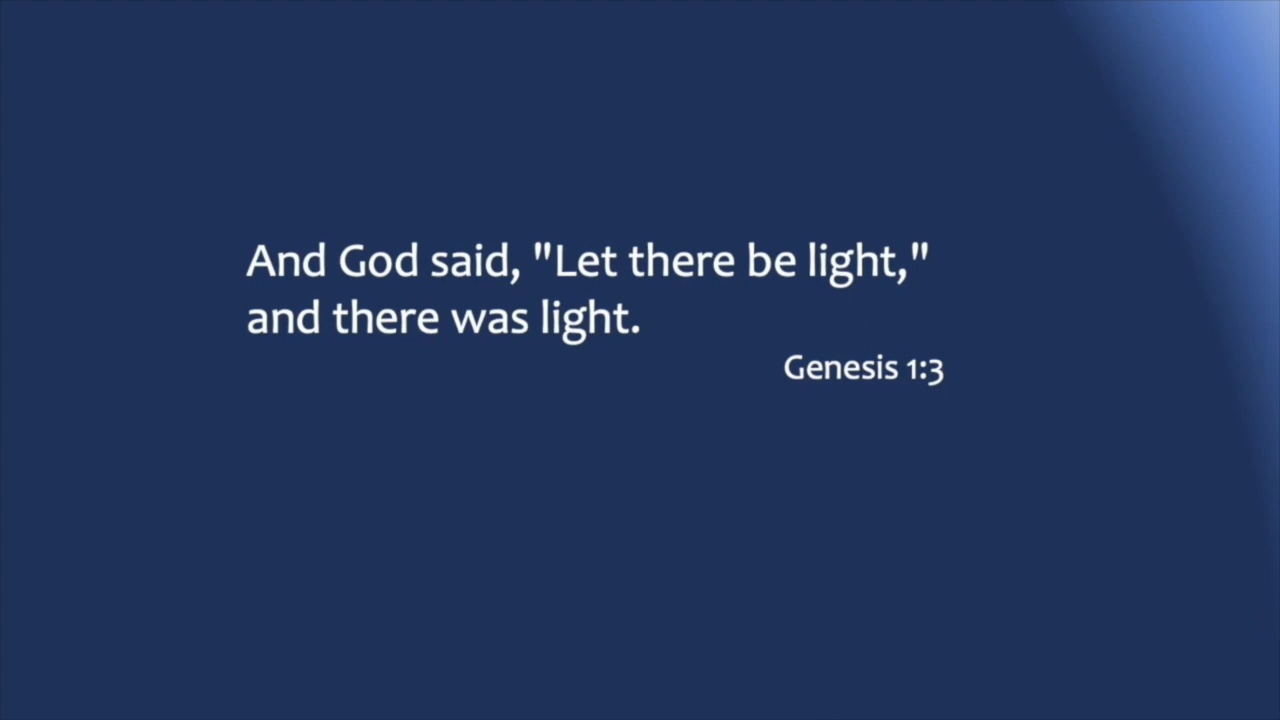 And God said, "Let there be light,"
and there was light.
Genesis 1:3